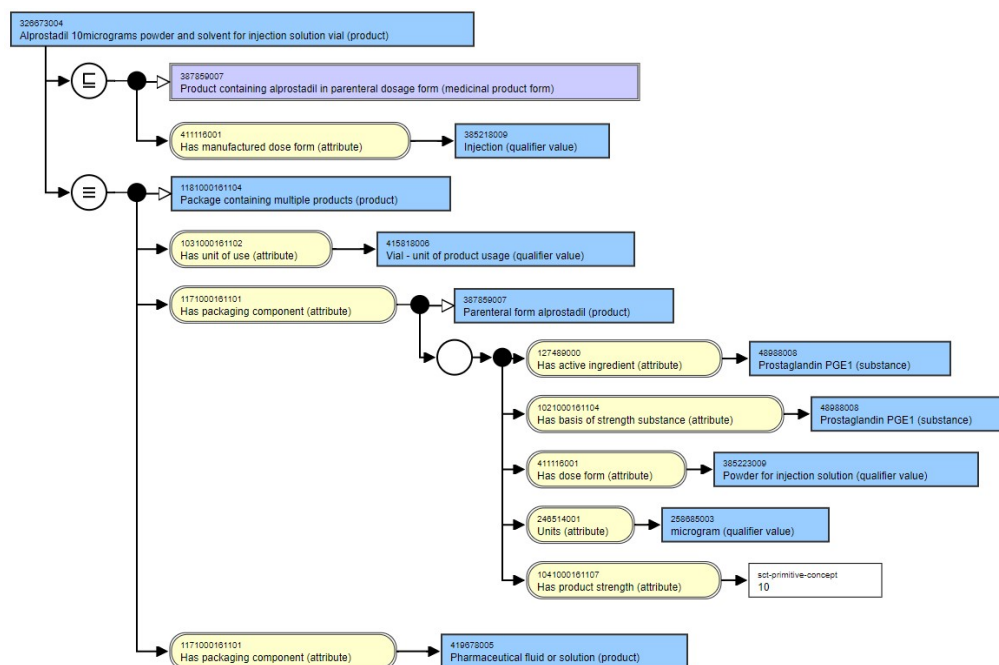 326673004
Alprostadil 10micrograms powder and solvent for injection solution vial (product)
⊑
387859007
Product containing alprostadil in parenteral dosage form (medicinal product form)
411116001
Has manufactured dose form (attribute)
385218009
Injection (qualifier value)
≡
1181000161104
Package containing multiple products (product)
1031000161102
Has unit of use (attribute)
415818006
Vial - unit of product usage (qualifier value)
1171000161101
Has packaging component (attribute)
387859007
Parenteral form alprostadil (product)
127489000
Has active ingredient (attribute)
48988008
Prostaglandin PGE1 (substance)
1021000161104
Has basis of strength substance (attribute)
48988008
Prostaglandin PGE1 (substance)
411116001
Has dose form (attribute)
385223009
Powder for injection solution (qualifier value)
246514001
Units (attribute)
258685003
microgram (qualifier value)
1041000161107
Has product strength (attribute)
sct-primitive-concept
10
1171000161101
Has packaging component (attribute)
419678005
Pharmaceutical fluid or solution (product)